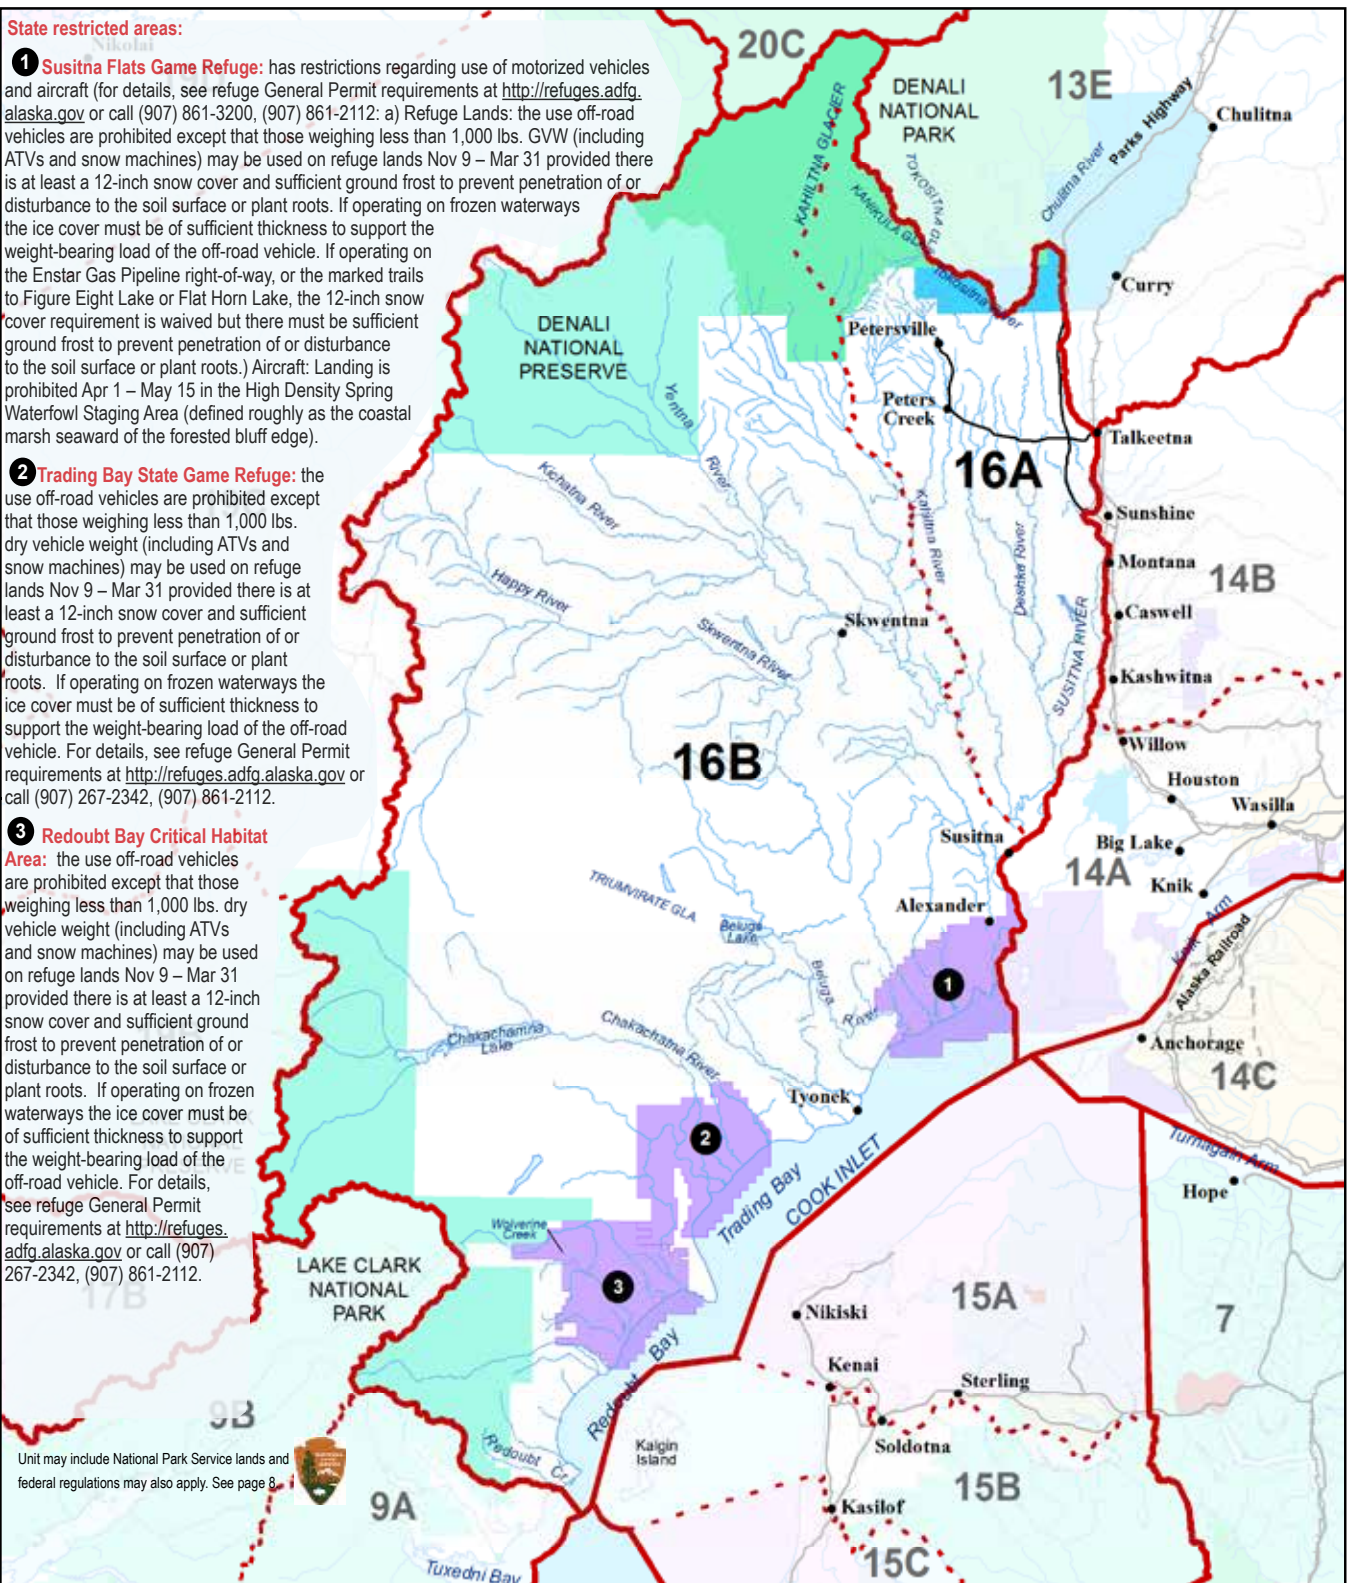 State restricted areas:
1 Susitna Flats Game Refuge: has restrictions regarding use of motorized vehicles
and aircraft (for details, see refuge General Permit requirements at http://refuges.adfg.
alaska.gov or call (907) 861-3200, (907) 861-2112: a) Refuge Lands: the use off-road
vehicles are prohibited except that those weighing less than 1,000 lbs. GVW (including
ATVs and snow machines) may be used on refuge lands Nov 9 – Mar 31 provided there
is at least a 12-inch snow cover and sufficient ground frost to prevent penetration of or
disturbance to the soil surface or plant roots. If operating on frozen waterways
the ice cover must be of sufficient thickness to support the
weight-bearing load of the off-road vehicle. If operating on
the Enstar Gas Pipeline right-of-way, or the marked trails
to Figure Eight Lake or Flat Horn Lake, the 12-inch snow
cover requirement is waived but there must be sufficient
ground frost to prevent penetration of or disturbance
to the soil surface or plant roots.) Aircraft: Landing is
prohibited Apr 1 – May 15 in the High Density Spring
Waterfowl Staging Area (defined roughly as the coastal
marsh seaward of the forested bluff edge).
2 Trading Bay State Game Refuge: the
use off-road vehicles are prohibited except
that those weighing less than 1,000 lbs.
dry vehicle weight (including ATVs and
snow machines) may be used on refuge
lands Nov 9 – Mar 31 provided there is at
least a 12-inch snow cover and sufficient
ground frost to prevent penetration of or
disturbance to the soil surface or plant
roots. If operating on frozen waterways the
ice cover must be of sufficient thickness to
support the weight-bearing load of the off-road
vehicle. For details, see refuge General Permit
requirements at http://refuges.adfg.alaska.gov or
call (907) 267-2342, (907) 861-2112.
3 Redoubt Bay Critical Habitat
Area: the use off-road vehicles
are prohibited except that those
weighing less than 1,000 lbs. dry
vehicle weight (including ATVs
and snow machines) may be used
on refuge lands Nov 9 – Mar 31
provided there is at least a 12-inch
snow cover and sufficient ground
frost to prevent penetration of or
disturbance to the soil surface or
plant roots. If operating on frozen
waterways the ice cover must be
of sufficient thickness to support
the weight-bearing load of the
off-road vehicle. For details,
see refuge General Permit
requirements at http://refuges.
adfg.alaska.gov or call (907)
267-2342, (907) 861-2112.
Unit may include National Park Service lands and
federal regulations may also apply. See page 8.
Nikolai
20C
DENALI
NATIONAL
PARK
13E
Parks Highway
Chulitna
Chulitna River
KAHILTNA GLACIER
KANIKULA GLA
TOKOSITNA GLA
Tokositna River
Curry
Petersville
DENALI
NATIONAL
PRESERVE
Yentna
River
Peters
Creek
Talkeetna
16A
Kichatna River
Kahiltna River
Deshka River
Sunshine
Montana
14B
Happy River
Caswell
Skwentna
Skwentna River
SUSITNA RIVER
Kashwitna
Willow
16B
Houston
Wasilla
Susitna
Big Lake
14A
Knik
TRIUMVIRATE GLA
Alexander
Beluga
Lake
Knik Arm
Alaska Railroad
Beluga
River
1
Chakachamna
Lake
Chakachatna River
Anchorage
14C
Tyonek
2
Turnagain Arm
Hope
COOK INLET
Trading Bay
Wolverine
Creek
LAKE CLARK
NATIONAL
PARK
3
17B
Nikiski
15A
7
Redoubt Bay
Kenai
Sterling
9B
Soldotna
Kalgin
Island
Redoubt Cr.
15B
9A
Kasilof
15C
Tuxedni Bay